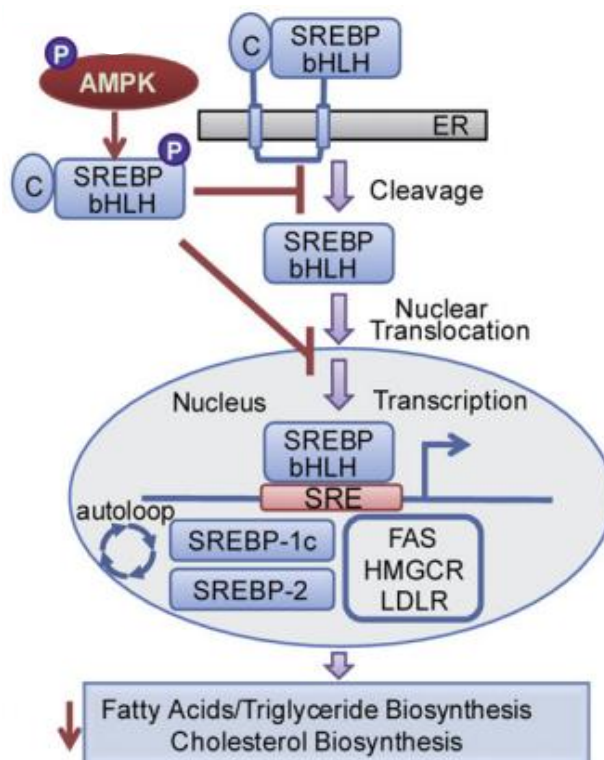 P
AMPK
C
SREBP
bHLH
ER
P
C
SREBP
bHLH
Cleavage
SREBP
bHLH
Nuclear
Translocation
Nucleus
Transcription
SREBP
bHLH
SRE
autoloop
SREBP-1c
SREBP-2
FAS
HMGCR
LDLR
Fatty Acids/Triglyceride Biosynthesis
Cholesterol Biosynthesis